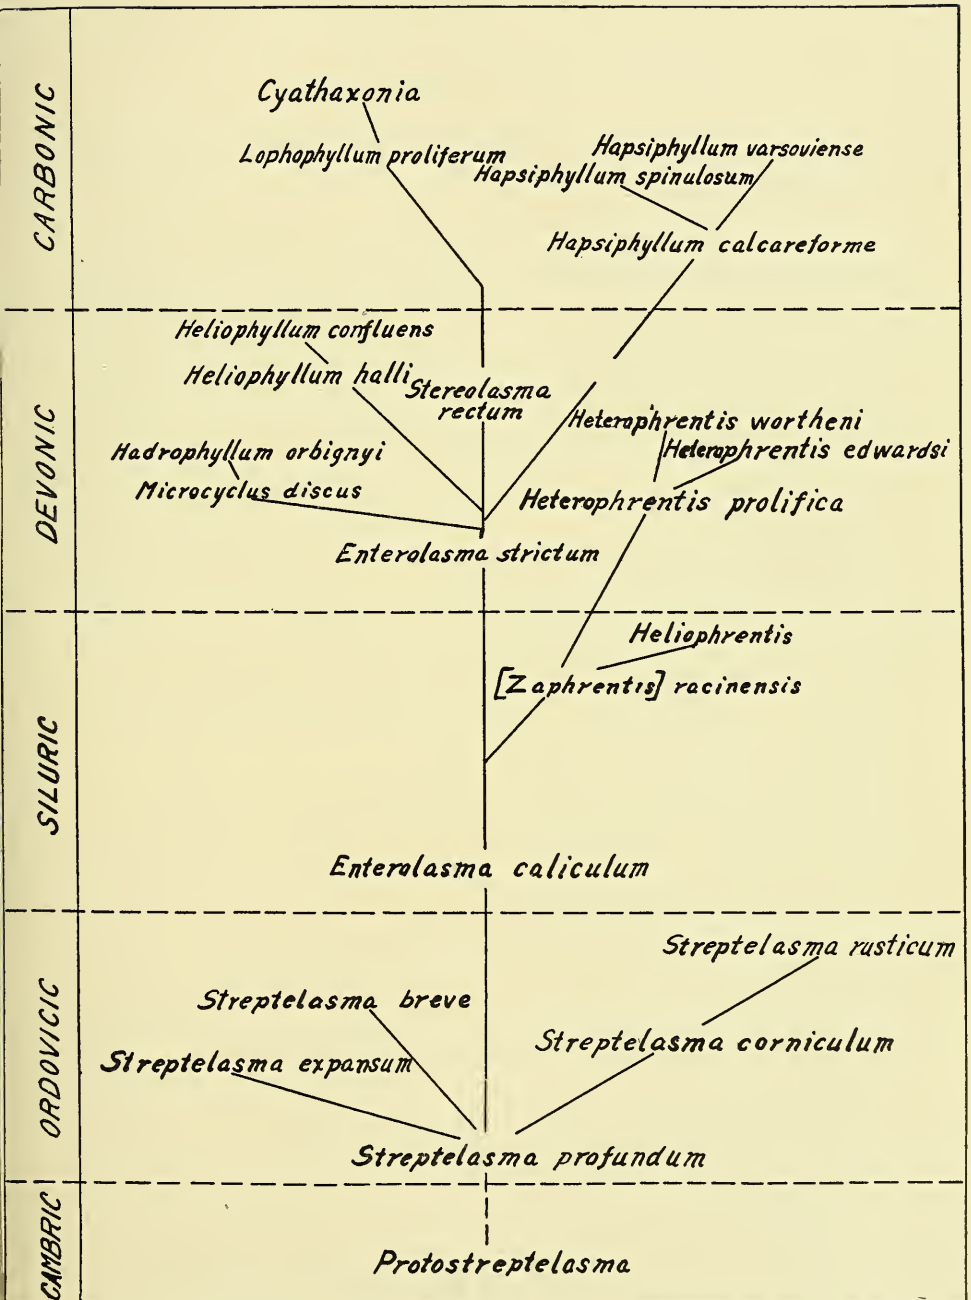 CARBONIC
Cyathaxonia
Lophophyllum proliferum
Hapsiphyllum varsoviense
Hapsiphyllum spinulosum
Hapsiphyllum calcareforme
DEVONIC
Heliophyllum confluens
Heliophyllum halli
Stereolasma
rectum
Heterophrentis wortheni
Heterophrentis edwardsi
Hadrophyllum orbignyi
Microcyclus discus
Heterophrentis prolifica
Enterolasma strictum
SILURIC
Heliophrentis
[Zaphrentis] racinensis
Enterolasma caliculum
ORDOVICIC
Streptelasma rusticum
Streptelasma breve
Streptelasma corniculum
Streptelasma expansum
Streptelasma profundum
CAMBRIC
Protostreptelasma